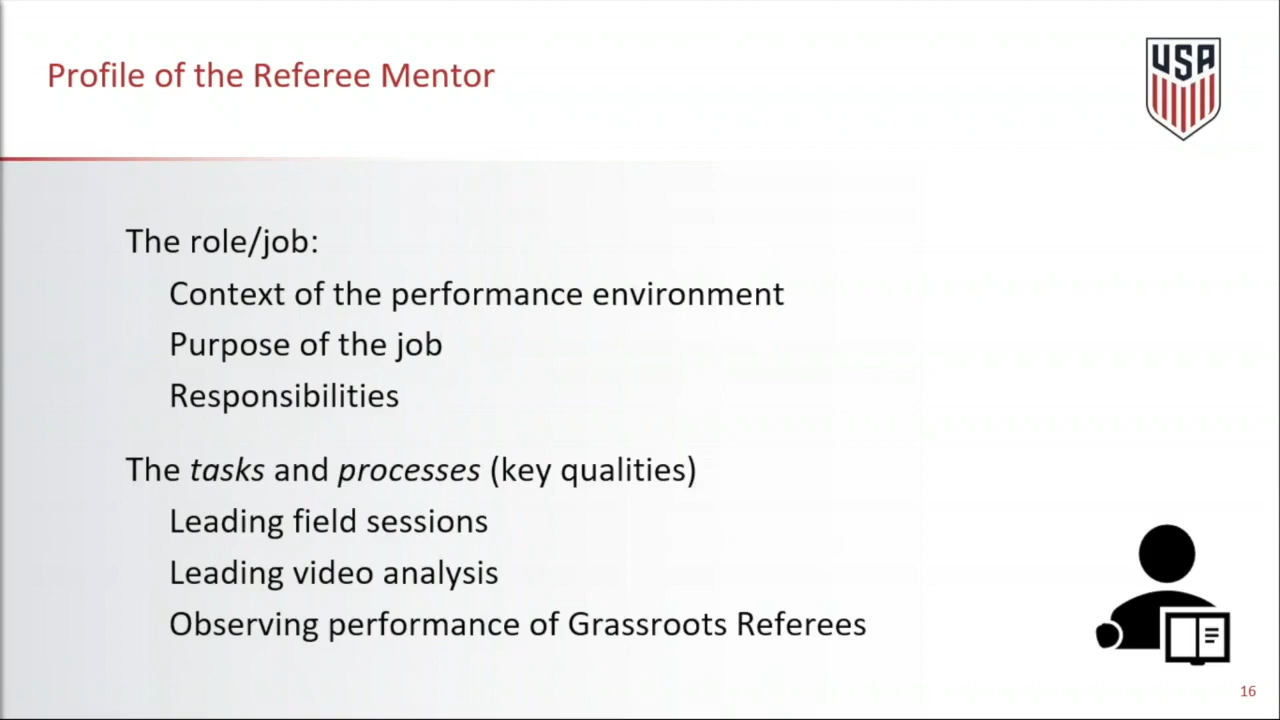 Profile of the Referee Mentor
USA
The role/job:
Context of the performance environment
Purpose of the job
Responsibilities
The tasks and processes (key qualities)
Leading field sessions
Leading video analysis
Observing performance of Grassroots Referees
16